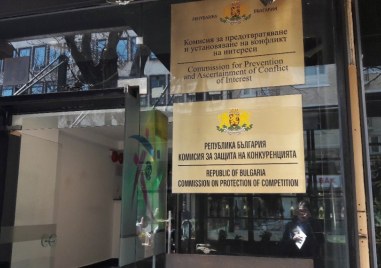 Комисия за предотвратяване
и установяване на конфликт
на интереси
Commission for Prevention
and Ascertainment of Conflict
of Interest
РЕПУБЛИКА БЪЛГАРИЯ
КОМИСИЯ ЗА ЗАЩИТА НА КОНКУРЕНЦИЯТА
REPUBLIC OF BULGARIA
COMMISSION ON PROTECTION OF COMPETITION